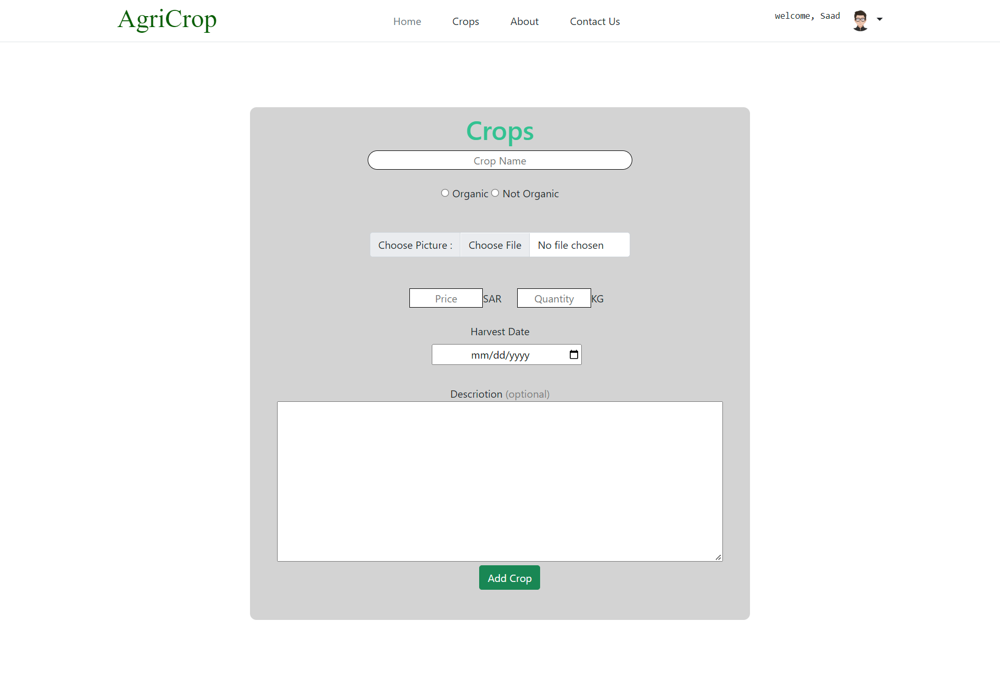 AgriCrop
Home Crops About Contact Us
welcome, Saad
Crops
Crop Name
Organic Not Organic
Choose Picture : Choose File No file chosen
Price SAR Quantity KG
Harvest Date
mm/dd/yyyy
Descriotion (optional)
Add Crop